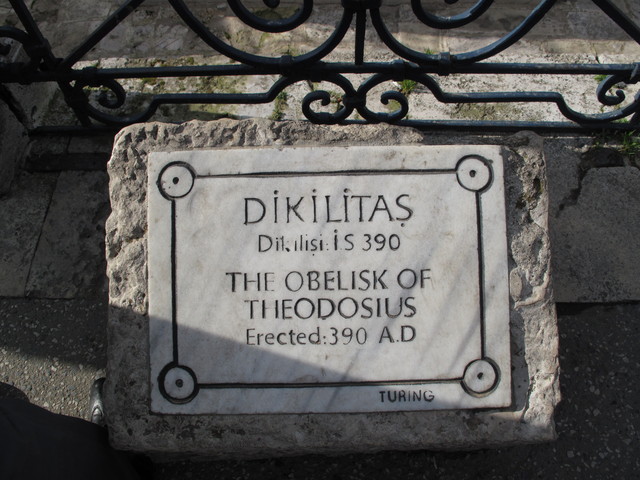 DİKİLİTAŞ
Dikilişi: İS 390
THE OBELISK OF
THEODOSIUS
Erected:390 A.D
TURING